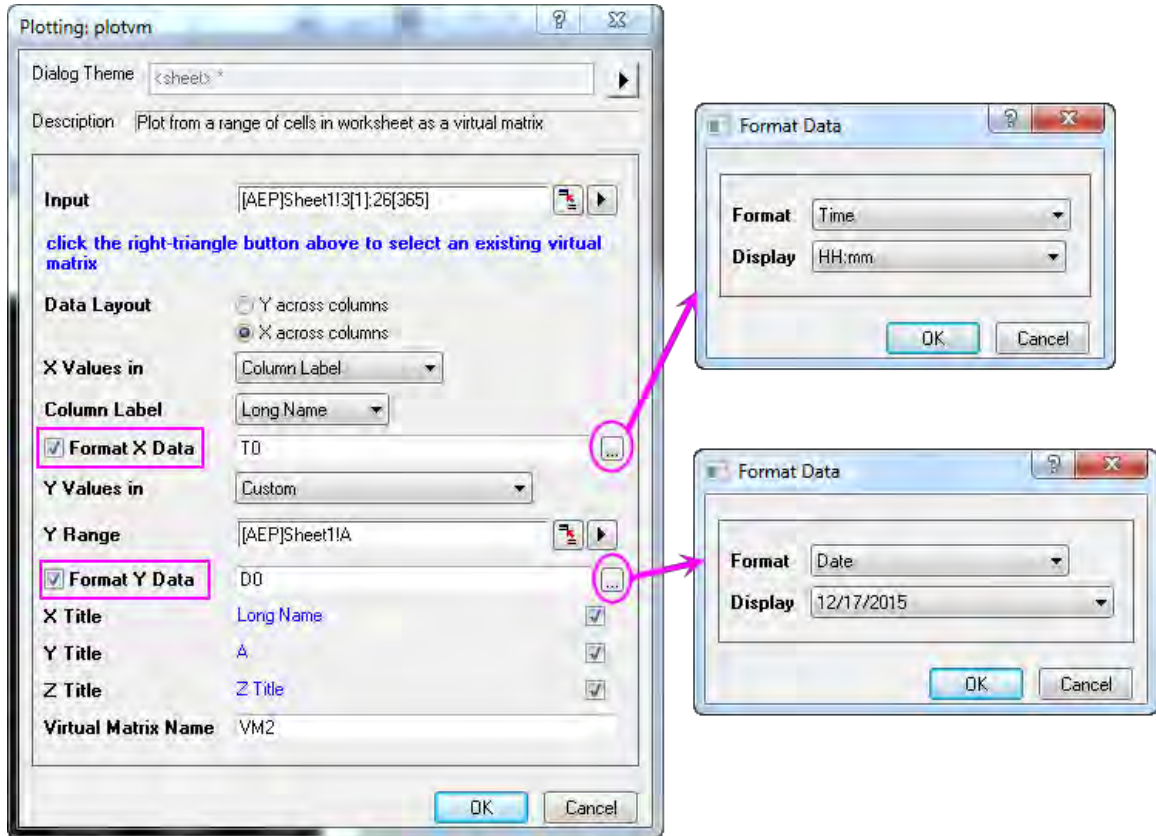 Plotting: plotvm
Dialog Theme <sheet> *
Description Plot from a range of cells in worksheet as a virtual matrix
Input [AEP]Sheet1!3[1]:26[365]
click the right-triangle button above to select an existing virtual
matrix
Data Layout Y across columns
X across columns
X Values in Column Label
Column Label Long Name
Format X Data T0 ...
Y Values in Custom
Y Range [AEP]Sheet1!A
Format Y Data D0 ...
X Title Long Name
Y Title A
Z Title Z Title
Virtual Matrix Name VM2
OK Cancel
Format Data
Format Time
Display HH:mm
OK Cancel
Format Data
Format Date
Display 12/17/2015
OK Cancel